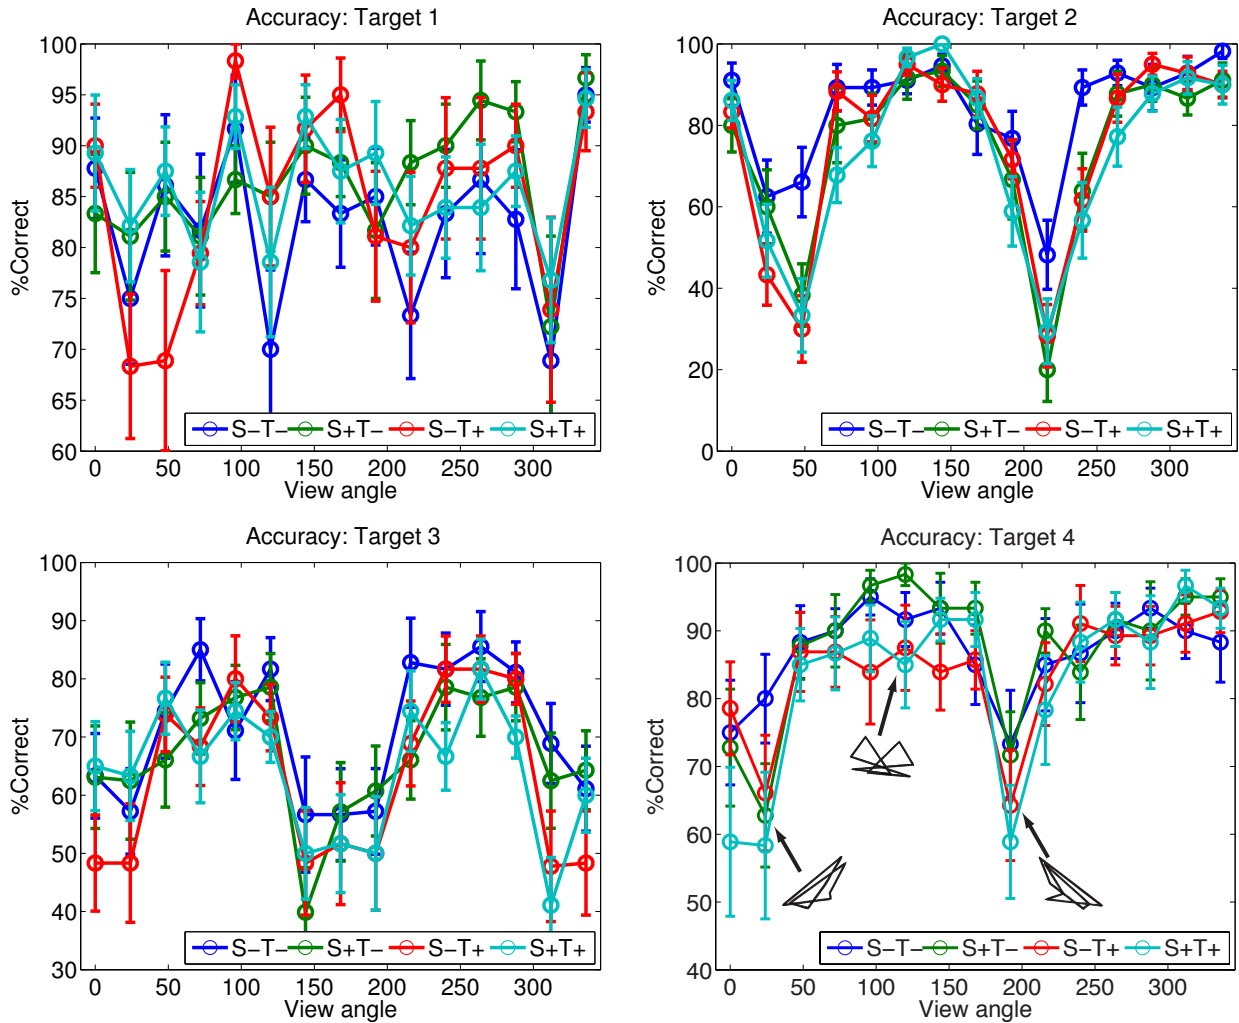 Accuracy: Target 1
%Correct
100
95
90
85
80
75
70
65
60
0 50 100 150 200 250 300
View angle
S−T− S+T− S−T+ S+T+
Accuracy: Target 2
%Correct
100
80
60
40
20
0
0 50 100 150 200 250 300
View angle
S−T− S+T− S−T+ S+T+
Accuracy: Target 3
%Correct
100
90
80
70
60
50
40
30
0 50 100 150 200 250 300
View angle
S−T− S+T− S−T+ S+T+
Accuracy: Target 4
%Correct
100
90
80
70
60
50
40
0 50 100 150 200 250 300
View angle
S−T− S+T− S−T+ S+T+